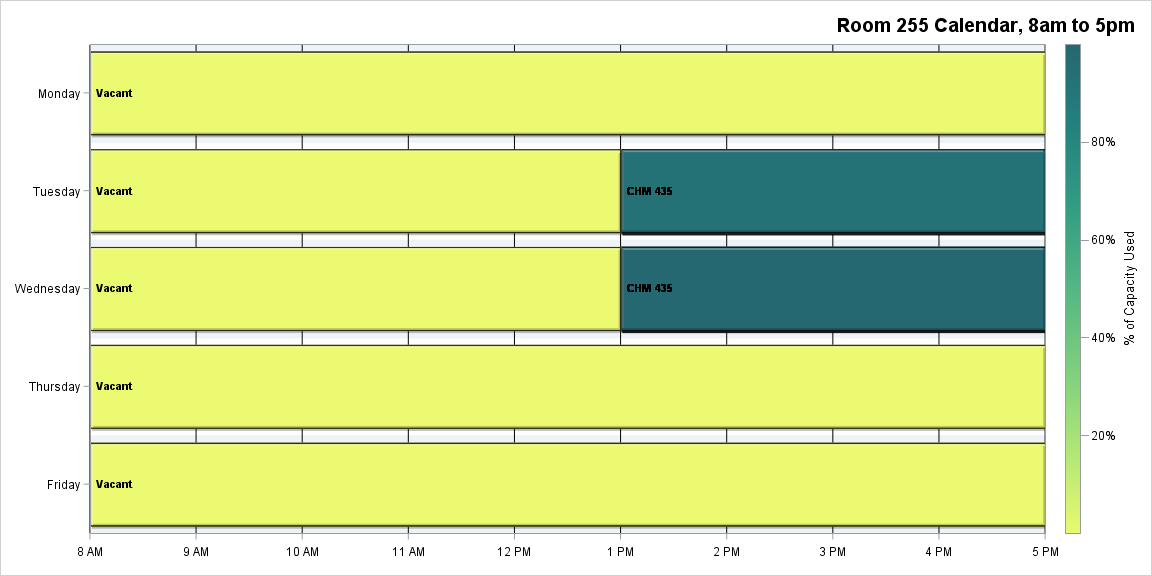 Room 255 Calendar, 8am to 5pm
Monday
Vacant
Tuesday
Vacant
CHM 435
Wednesday
Vacant
CHM 435
Thursday
Vacant
Friday
Vacant
8 AM 9 AM 10 AM 11 AM 12 PM 1 PM 2 PM 3 PM 4 PM 5 PM
80%
60%
40%
20%
% of Capacity Used